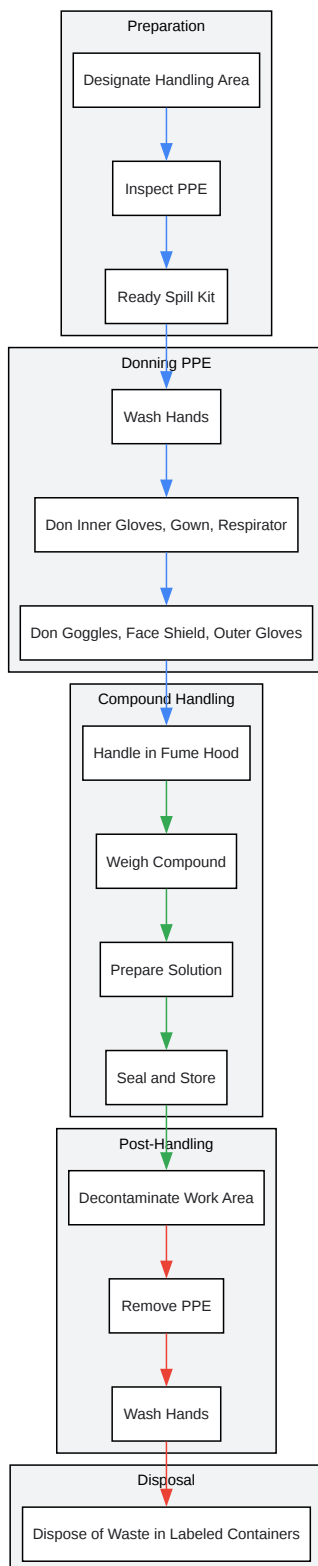 Preparation
Designate Handling Area
Inspect PPE
Ready Spill Kit
Donning PPE
Wash Hands
Don Inner Gloves, Gown, Respirator
Don Goggles, Face Shield, Outer Gloves
Compound Handling
Handle in Fume Hood
Weigh Compound
Prepare Solution
Seal and Store
Post-Handling
Decontaminate Work Area
Remove PPE
Wash Hands
Disposal
Dispose of Waste in Labeled Containers